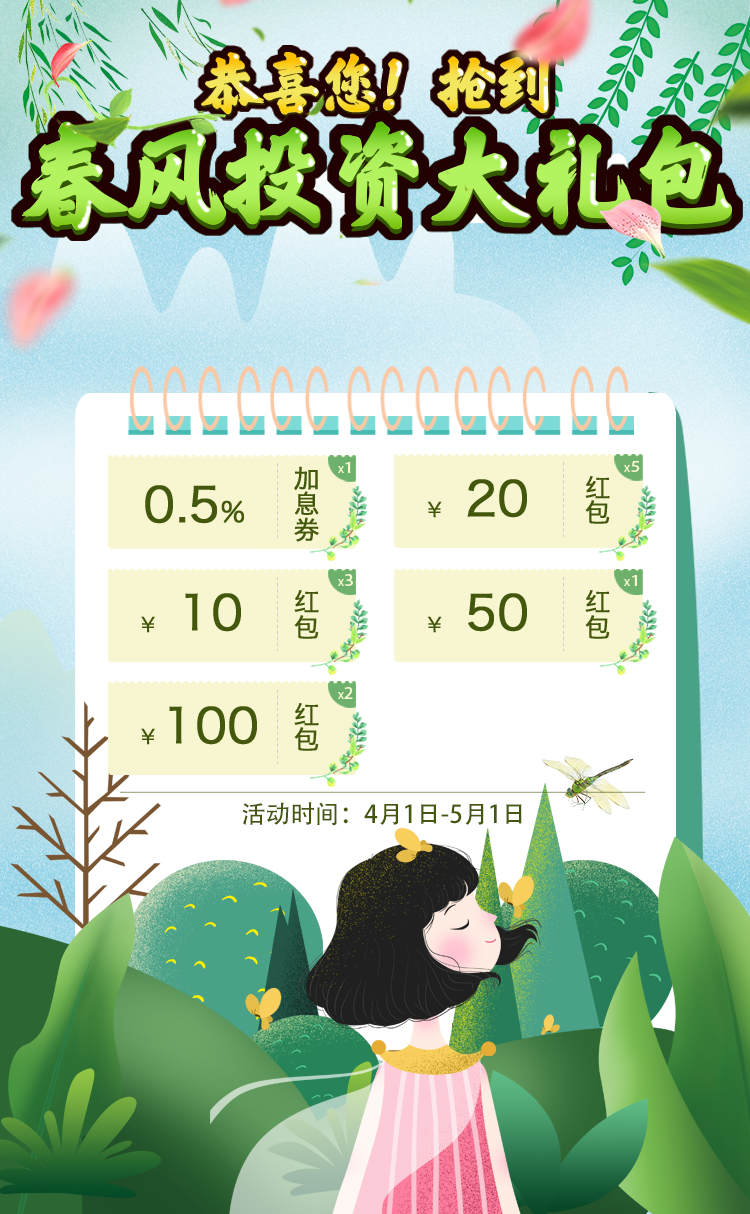 恭喜您！抢到
春风投资大礼包
0.5% 加息券 x1
¥ 20 红包 x5
¥ 10 红包 x3
¥ 50 红包 x1
¥ 100 红包 x2
活动时间：4月1日-5月1日